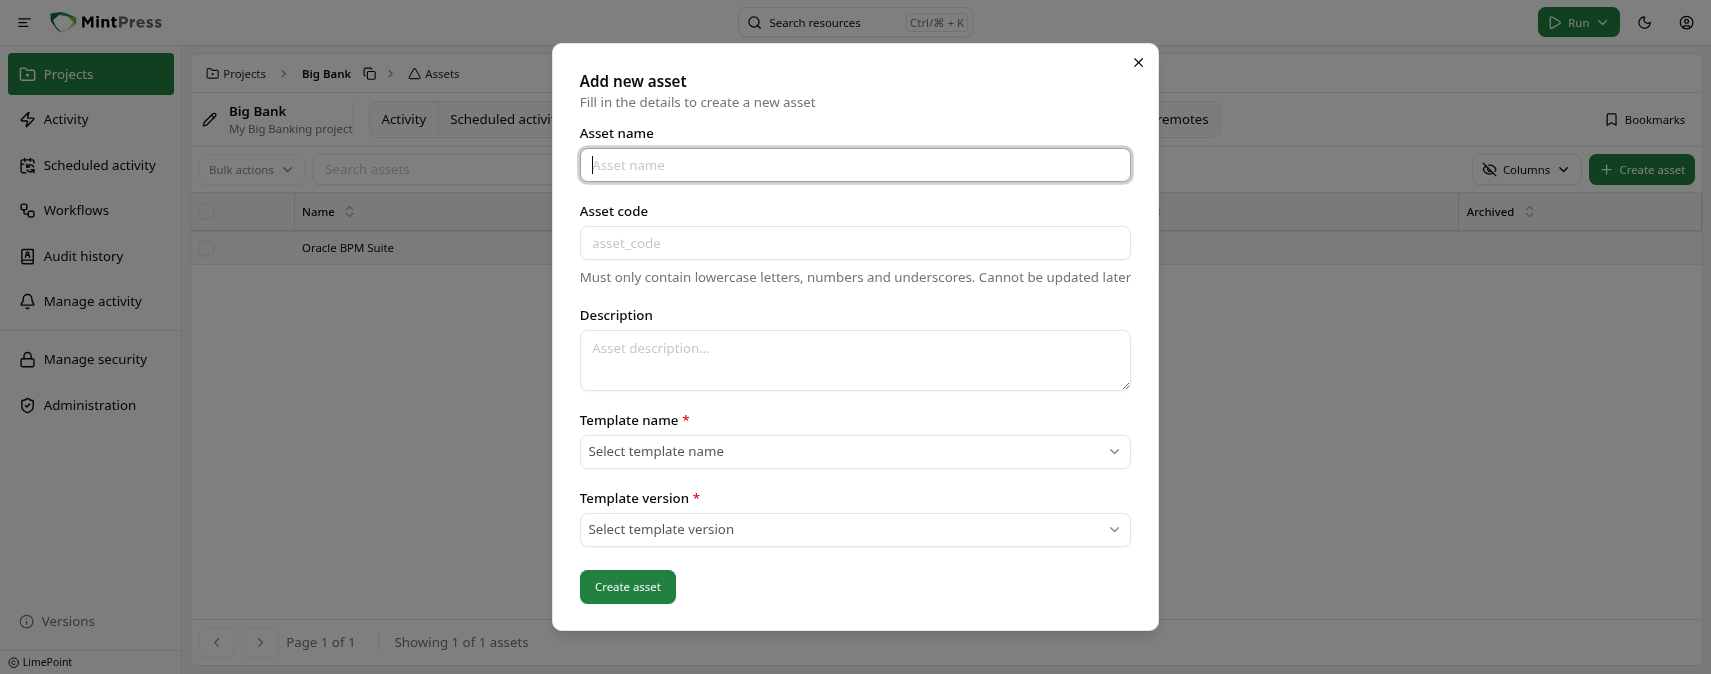 MintPress
Search resources
Ctrl/⌘ + K
Run
Projects
Activity
Scheduled activity
Workflows
Audit history
Manage activity
Manage security
Administration
Versions
© LimePoint
Projects
Big Bank
Assets
Big Bank
My Big Banking project
Activity
Scheduled activi
remotes
Bookmarks
Bulk actions
Search assets
Columns
Create asset
Name
Archived
Oracle BPM Suite
Page 1 of 1
Showing 1 of 1 assets
Add new asset
Fill in the details to create a new asset
Asset name
Asset name
Asset code
asset_code
Must only contain lowercase letters, numbers and underscores. Cannot be updated later
Description
Asset description...
Template name *
Select template name
Template version *
Select template version
Create asset